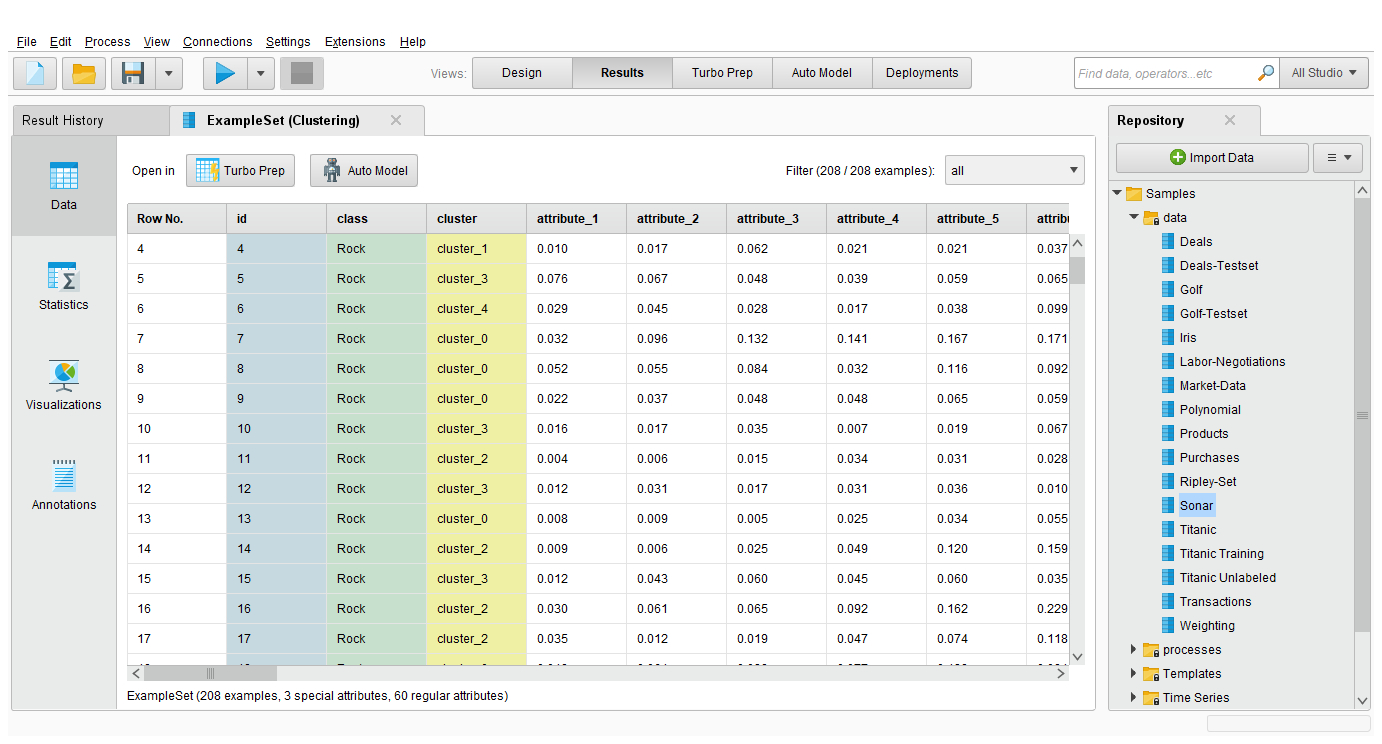 File Edit Process View Connections Settings Extensions Help
Views: Design Results Turbo Prep Auto Model Deployments Find data, operators...etc All Studio
Result History ExampleSet (Clustering) Repository
Open in Turbo Prep Auto Model Filter (208 / 208 examples): all
Data
Statistics
Visualizations
Annotations
Row No. id class cluster attribute_1 attribute_2 attribute_3 attribute_4 attribute_5 attribu
4 4 Rock cluster_1 0.010 0.017 0.062 0.021 0.021 0.037
5 5 Rock cluster_3 0.076 0.067 0.048 0.039 0.059 0.065
6 6 Rock cluster_4 0.029 0.045 0.028 0.017 0.038 0.099
7 7 Rock cluster_0 0.032 0.096 0.132 0.141 0.167 0.171
8 8 Rock cluster_0 0.052 0.055 0.084 0.032 0.116 0.092
9 9 Rock cluster_0 0.022 0.037 0.048 0.048 0.065 0.059
10 10 Rock cluster_3 0.016 0.017 0.035 0.007 0.019 0.067
11 11 Rock cluster_2 0.004 0.006 0.015 0.034 0.031 0.028
12 12 Rock cluster_3 0.012 0.031 0.017 0.031 0.036 0.010
13 13 Rock cluster_0 0.008 0.009 0.005 0.025 0.034 0.055
14 14 Rock cluster_2 0.009 0.006 0.025 0.049 0.120 0.159
15 15 Rock cluster_3 0.012 0.043 0.060 0.045 0.060 0.035
16 16 Rock cluster_2 0.030 0.061 0.065 0.092 0.162 0.229
17 17 Rock cluster_2 0.035 0.012 0.019 0.047 0.074 0.118
ExampleSet (208 examples, 3 special attributes, 60 regular attributes)
Import Data
Samples
data
Deals
Deals-Testset
Golf
Golf-Testset
Iris
Labor-Negotiations
Market-Data
Polynomial
Products
Purchases
Ripley-Set
Sonar
Titanic
Titanic Training
Titanic Unlabeled
Transactions
Weighting
processes
Templates
Time Series